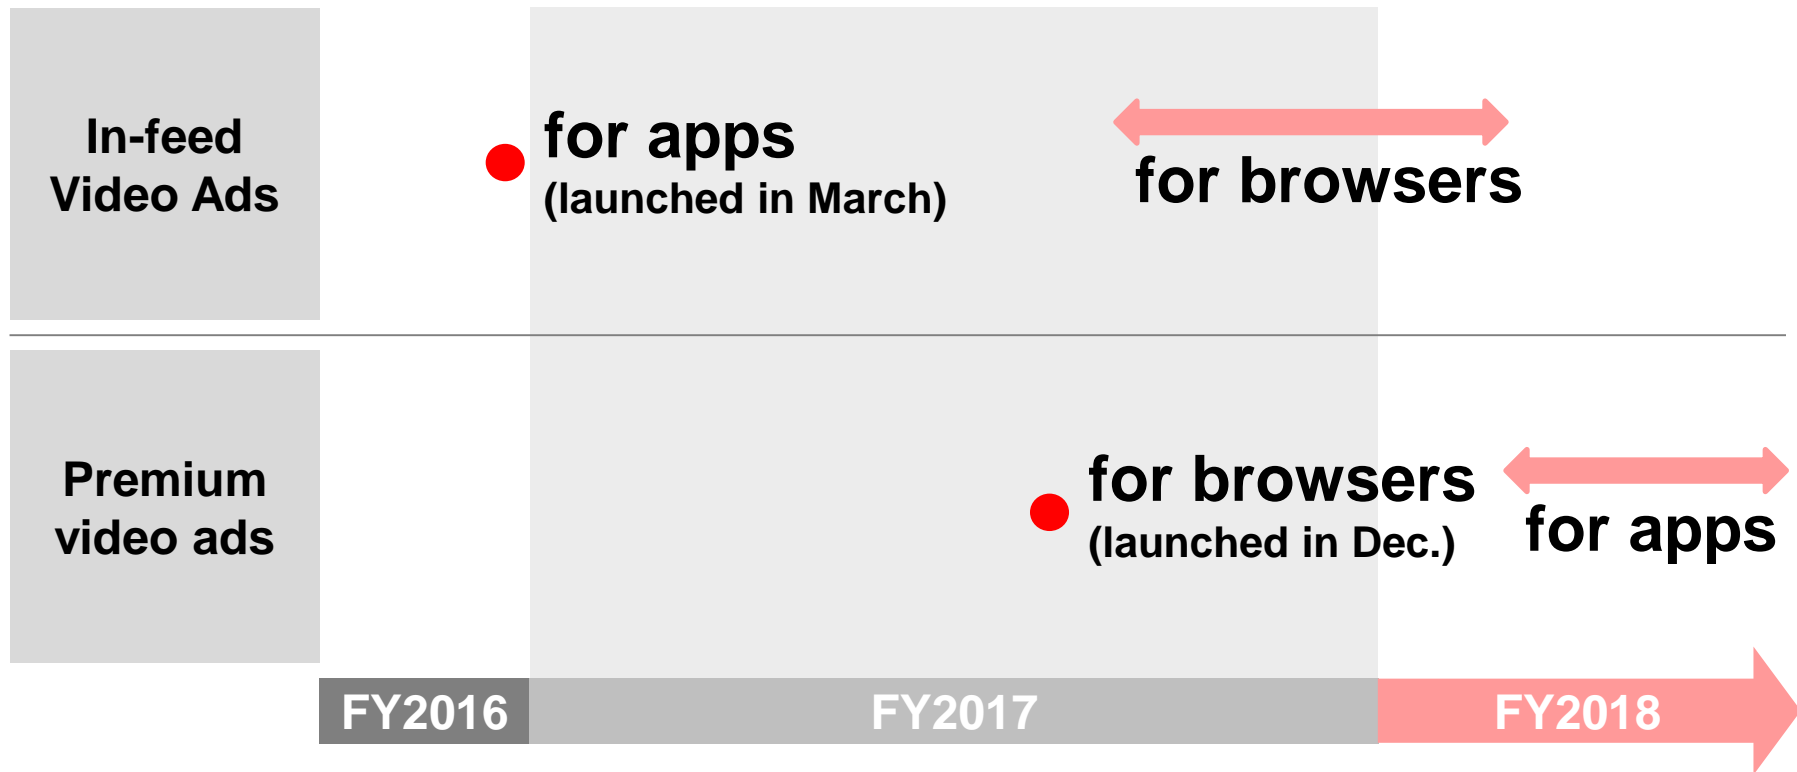 In-feed
Video Ads
for apps
(launched in March)
for browsers
Premium
video ads
for browsers
(launched in Dec.)
for apps
FY2016
FY2017
FY2018